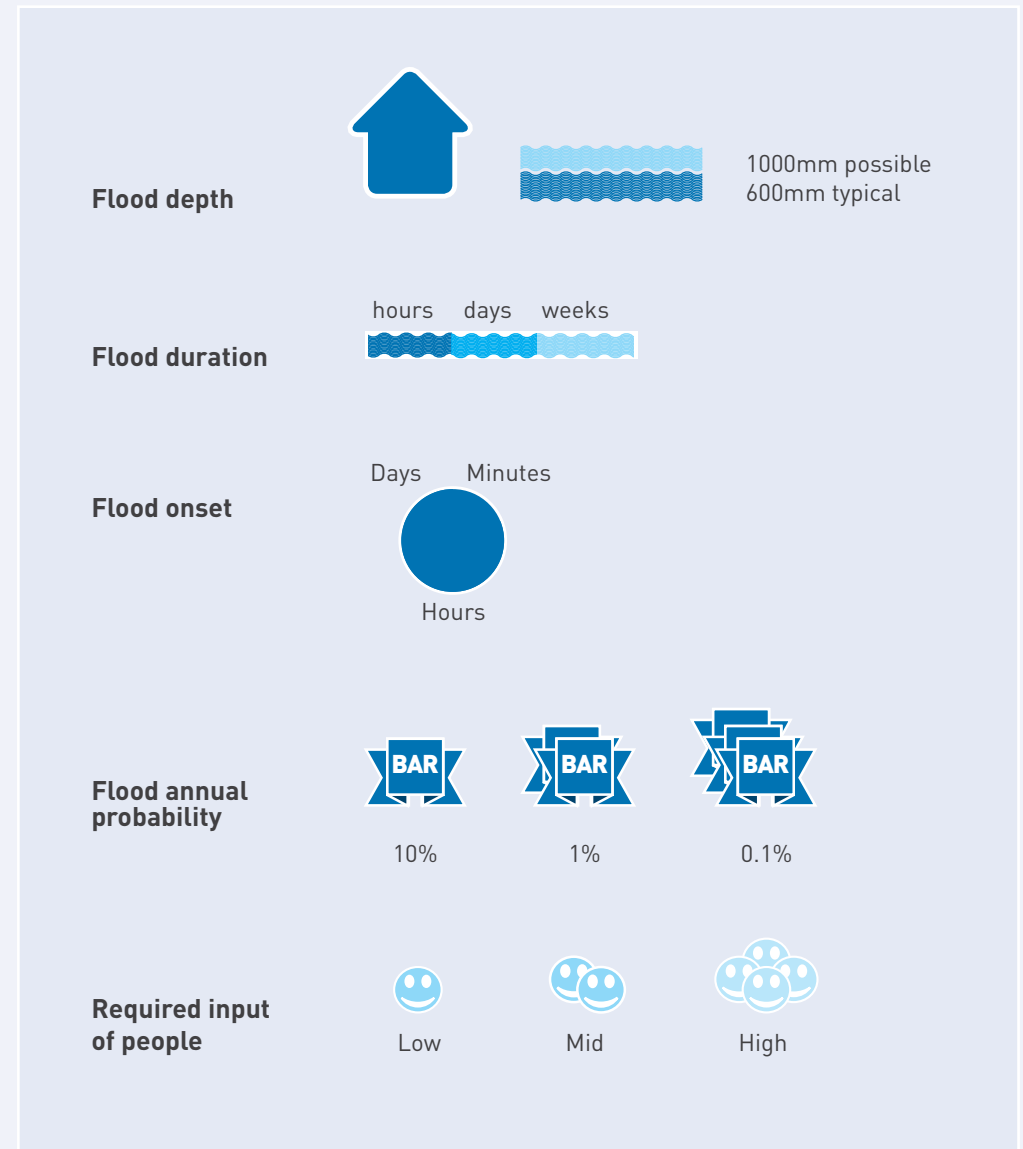 Flood depth
1000mm possible
600mm typical
Flood duration
hours days weeks
Flood onset
Days Minutes
Hours
Flood annual
probability
BAR BAR BAR
10% 1% 0.1%
Required input
of people
Low Mid High